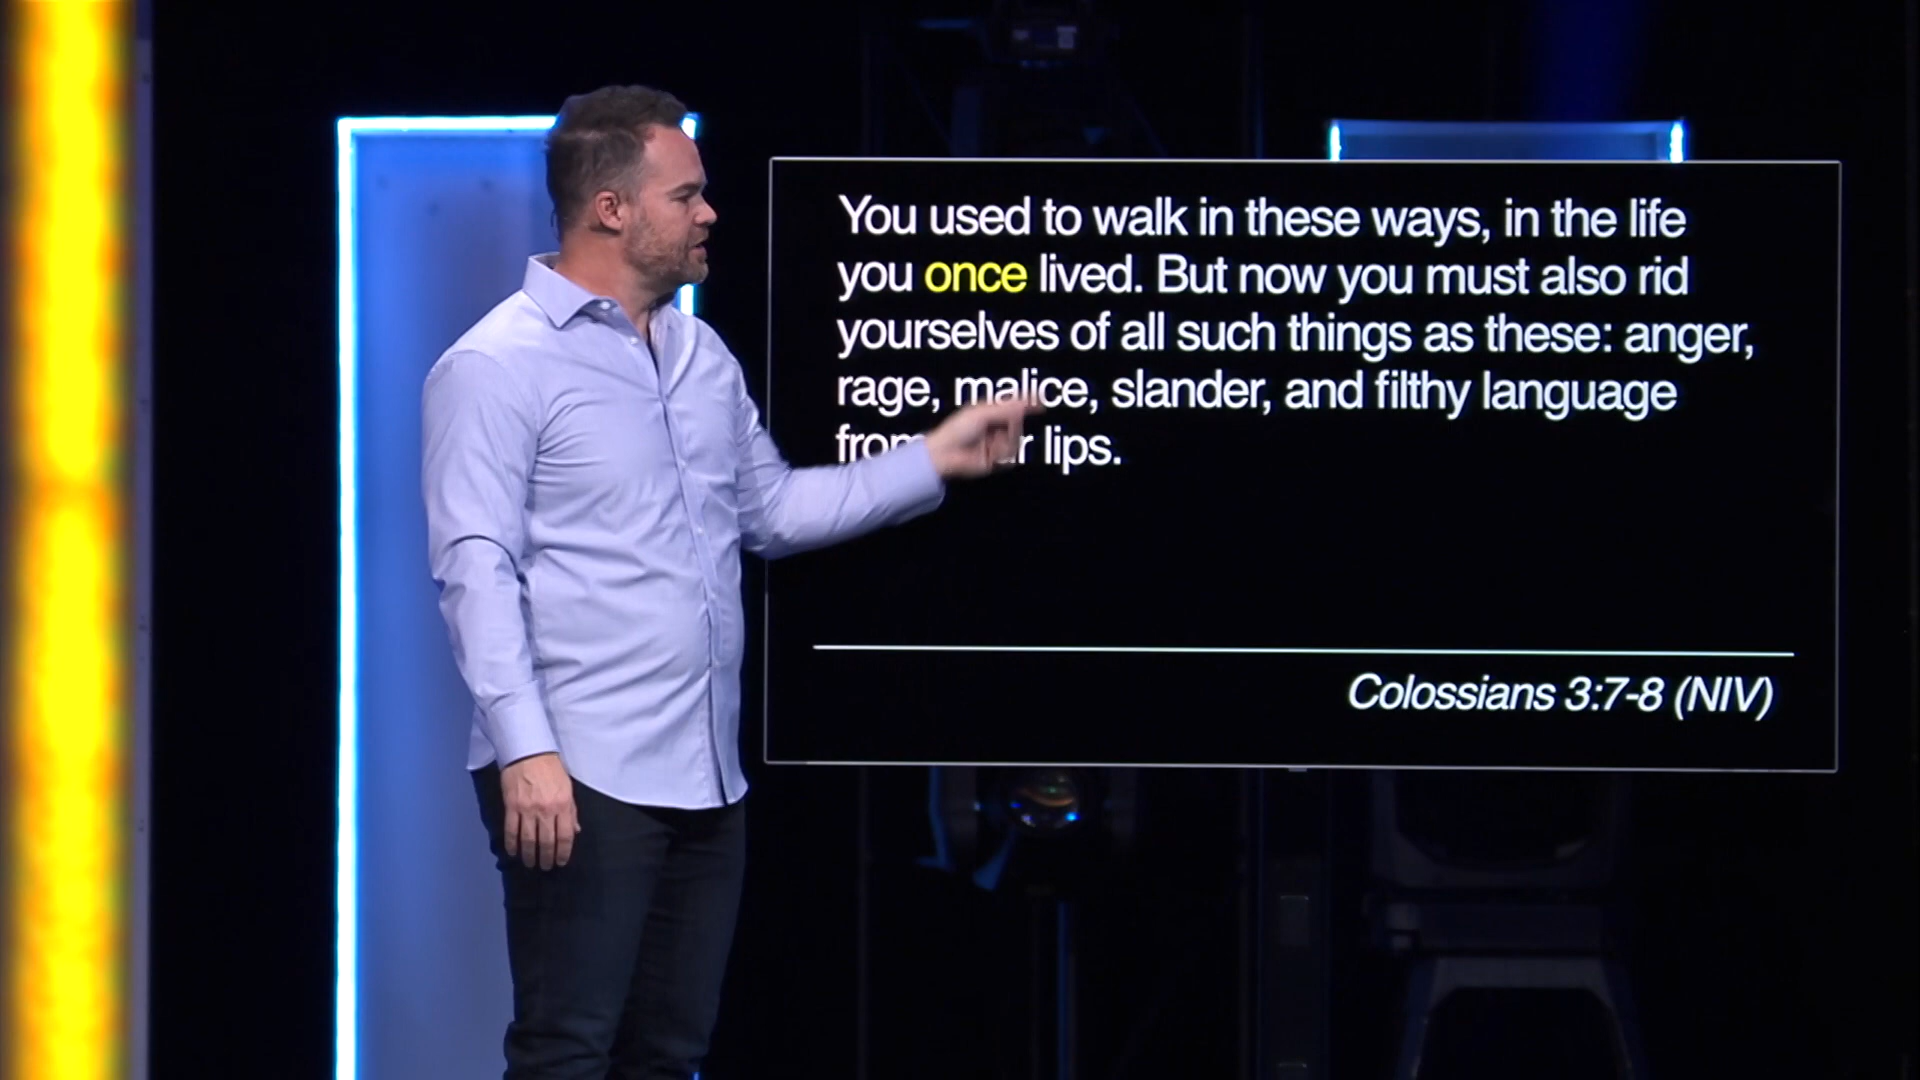 You used to walk in these ways, in the life
you once lived. But now you must also rid
yourselves of all such things as these: anger,
rage, malice, slander, and filthy language
from lips.
Colossians 3:7-8 (NIV)